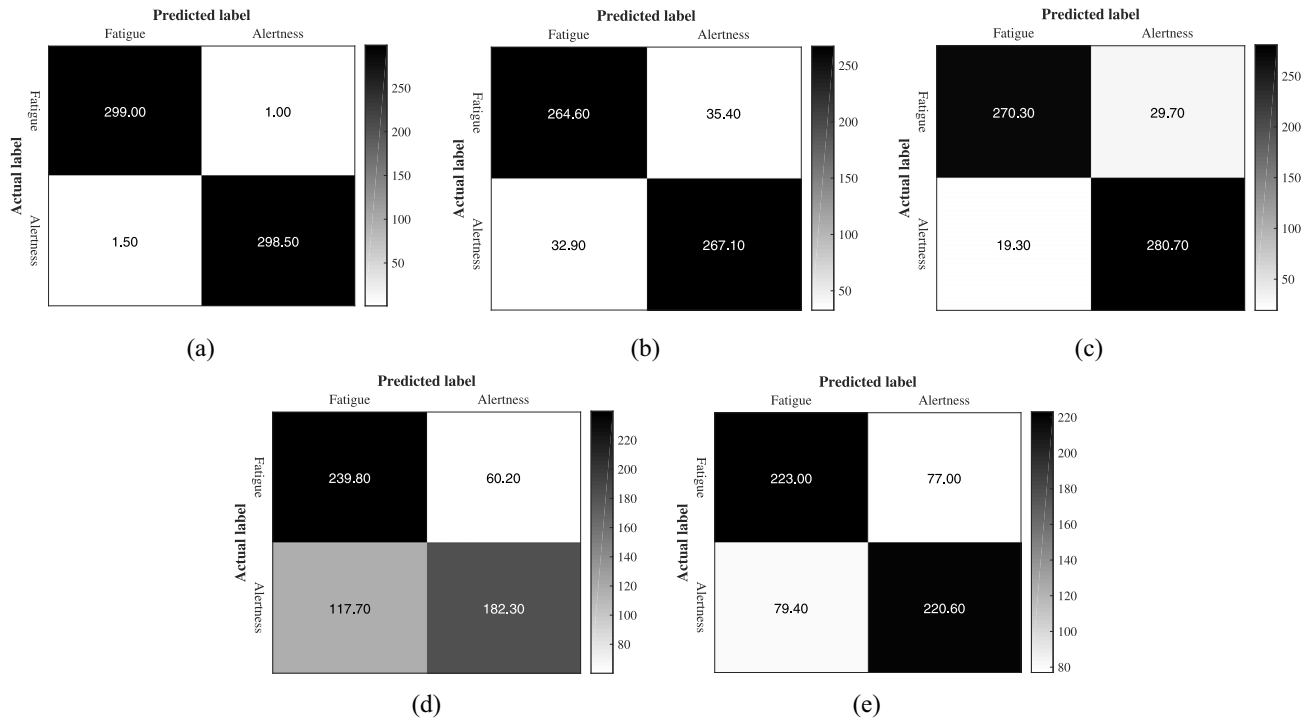 Predicted label
Fatigue Alertness
Actual label
Fatigue
Alertness
299.00 1.00
1.50 298.50
250
200
150
100
50
(a)
Predicted label
Fatigue Alertness
Actual label
Fatigue
Alertness
264.60 35.40
32.90 267.10
250
200
150
100
50
(b)
Predicted label
Fatigue Alertness
Actual label
Fatigue
Alertness
270.30 29.70
19.30 280.70
250
200
150
100
50
(c)
Predicted label
Fatigue Alertness
Actual label
Fatigue
Alertness
239.80 60.20
117.70 182.30
220
200
180
160
140
120
100
80
(d)
Predicted label
Fatigue Alertness
Actual label
Fatigue
Alertness
223.00 77.00
79.40 220.60
220
200
180
160
140
120
100
80
(e)